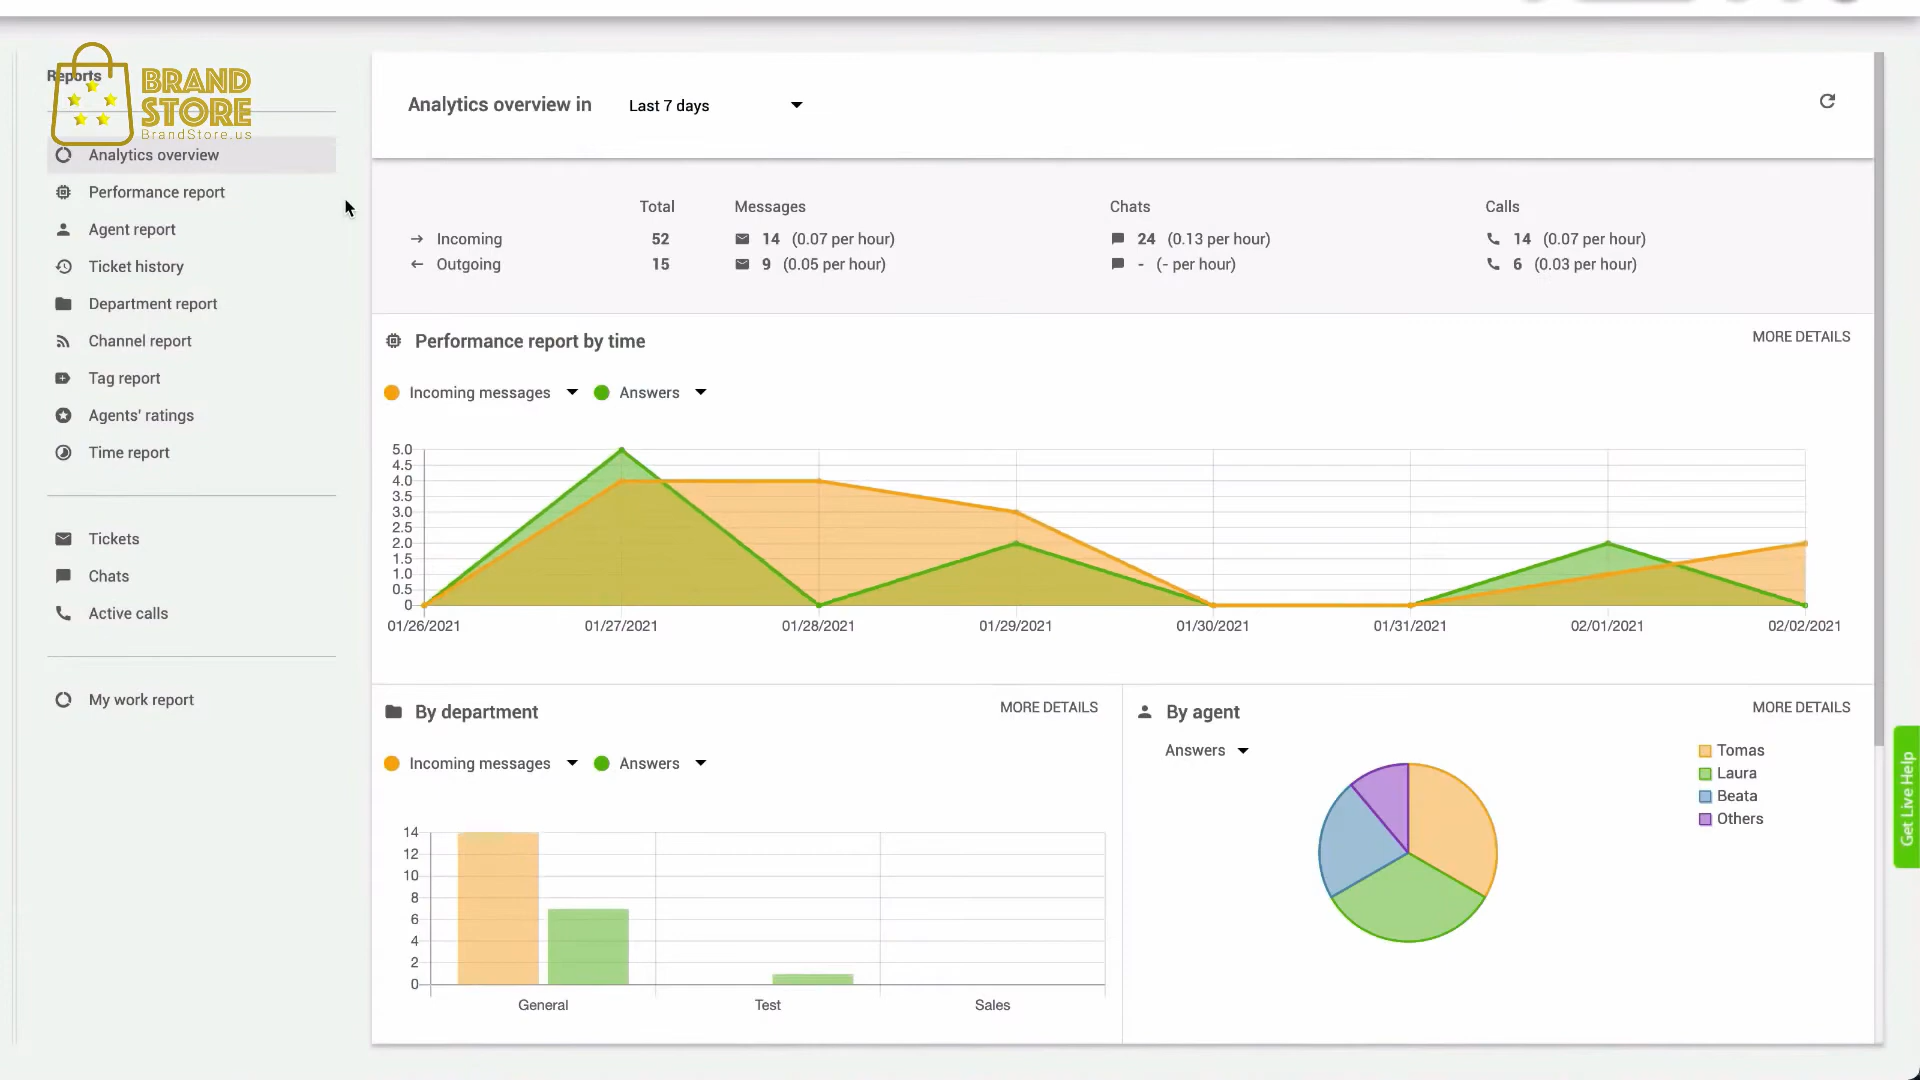 Reports
BRAND
STORE
BrandStore.us
Analytics overview
Performance report
Agent report
Ticket history
Department report
Channel report
Tag report
Agents' ratings
Time report
Tickets
Chats
Active calls
My work report
Analytics overview in Last 7 days
Total Messages Chats Calls
Incoming 52 14 (0.07 per hour) 24 (0.13 per hour) 14 (0.07 per hour)
Outgoing 15 9 (0.05 per hour) - (- per hour) 6 (0.03 per hour)
Performance report by time MORE DETAILS
Incoming messages Answers
5.0
4.5
4.0
3.5
3.0
2.5
2.0
1.5
1.0
0.5
0
01/26/2021 01/27/2021 01/28/2021 01/29/2021 01/30/2021 01/31/2021 02/01/2021 02/02/2021
By department MORE DETAILS
Incoming messages Answers
14
12
10
8
6
4
2
0
General Test Sales
By agent MORE DETAILS
Answers
Tomas
Laura
Beata
Others
Get Live Help